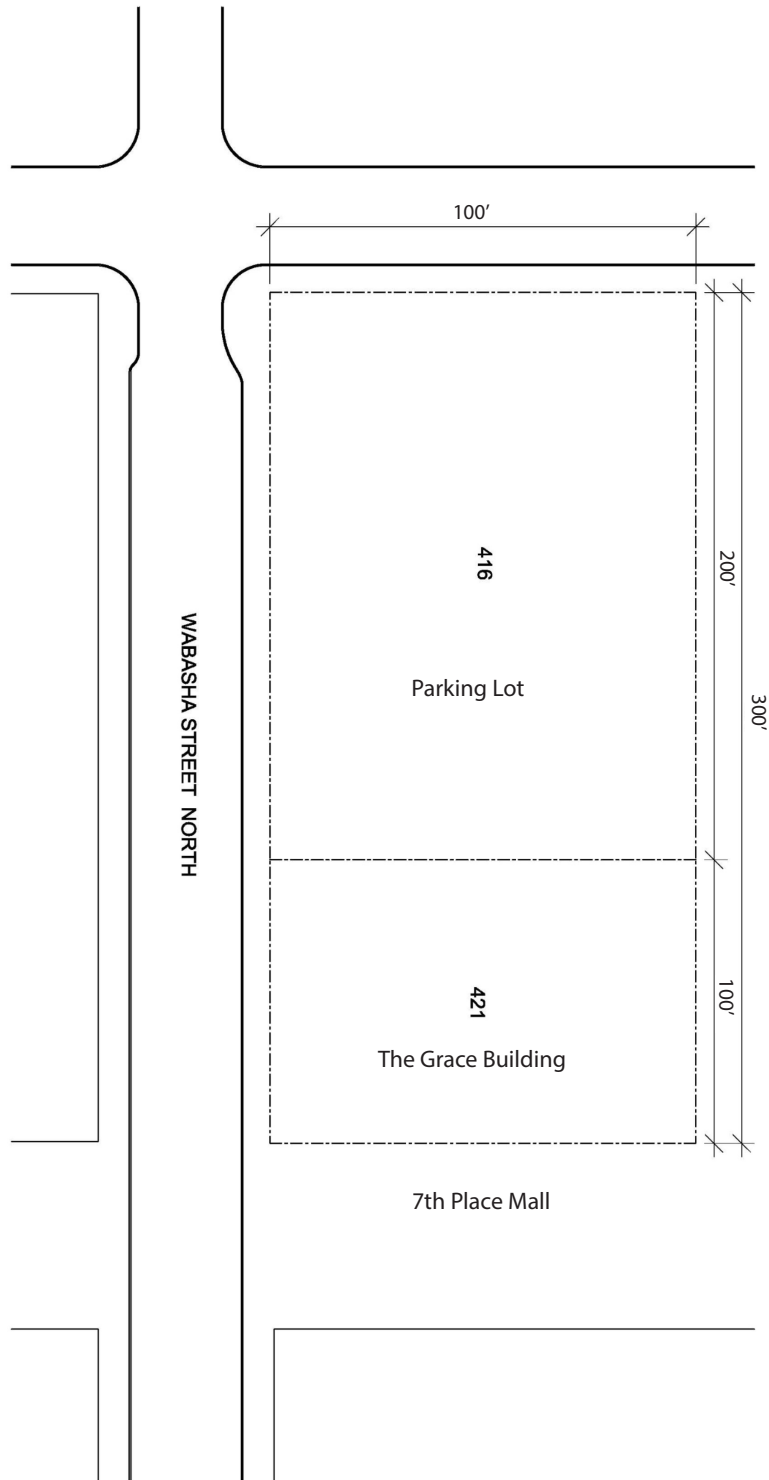 100'
416
200'
Parking Lot
300'
WABASHA STREET NORTH
421
100'
The Grace Building
7th Place Mall